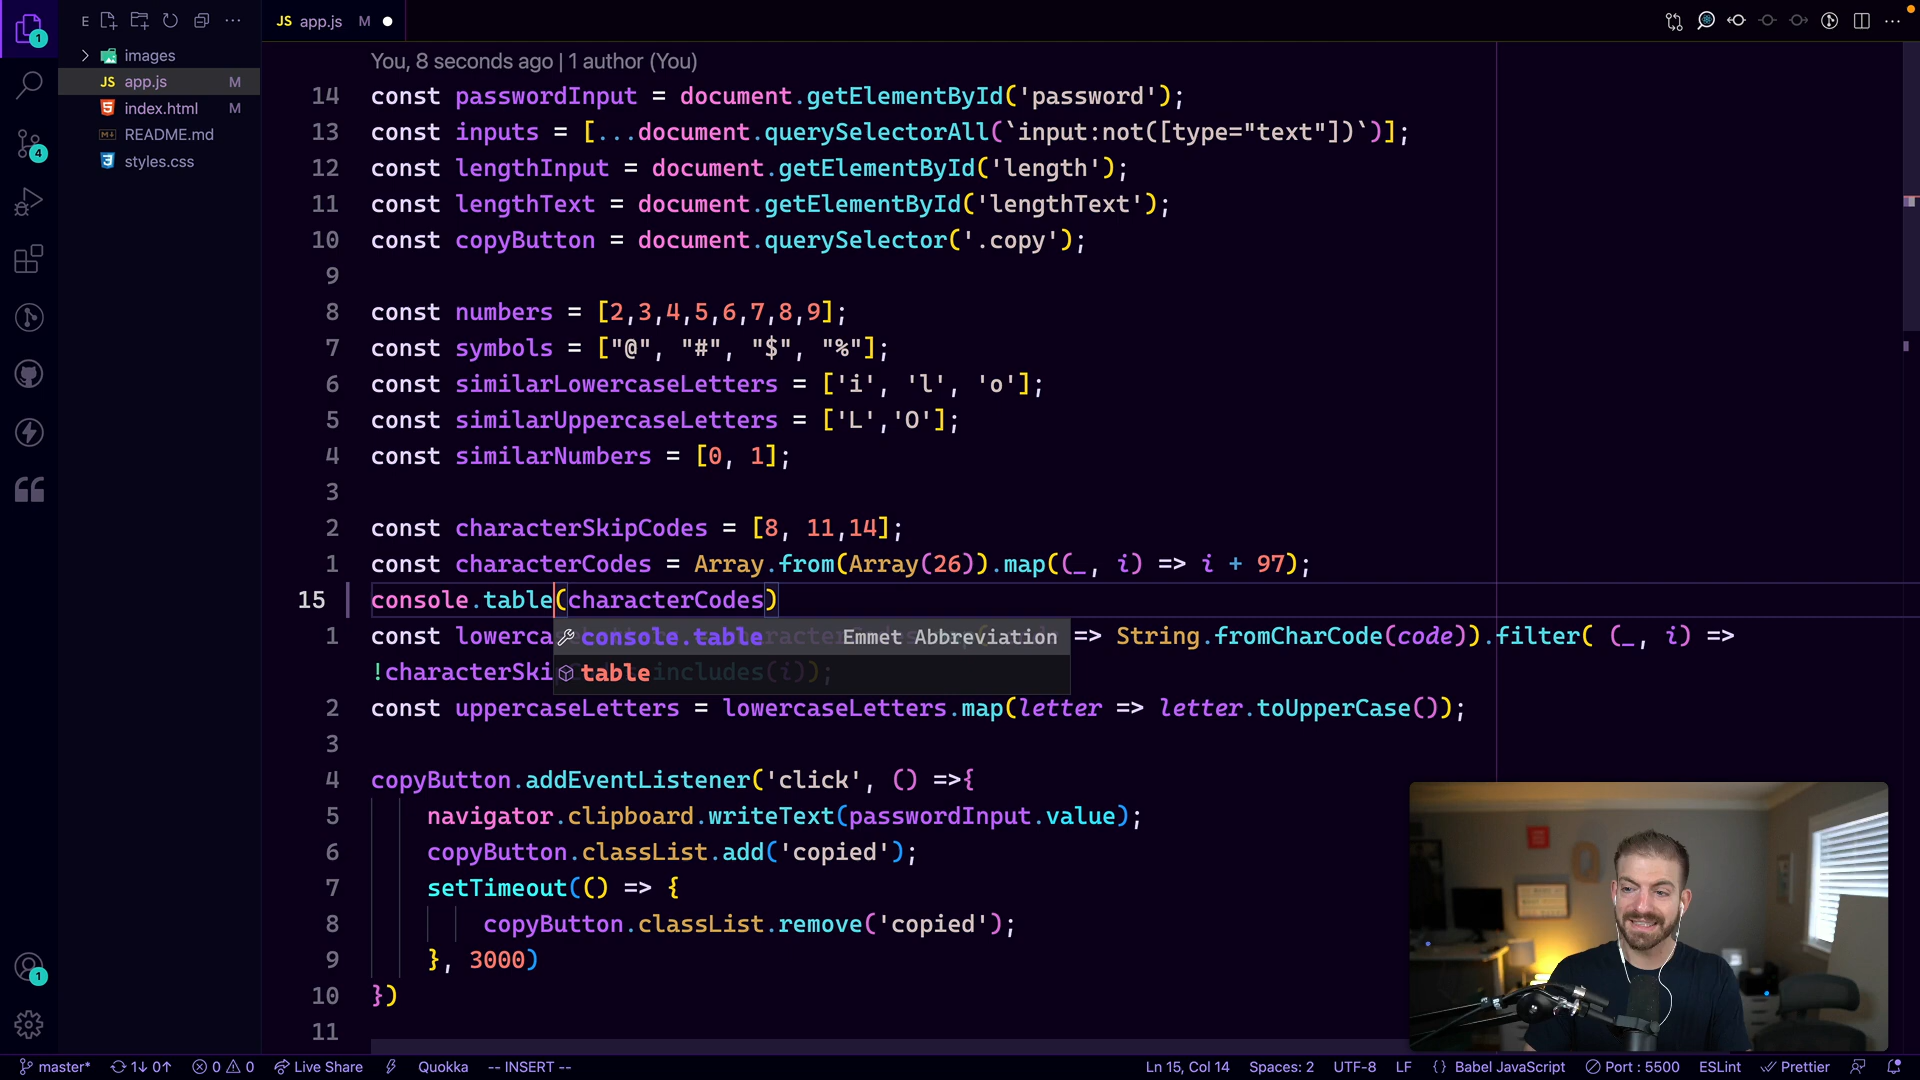 E
JS app.js M
images
JS app.js M
index.html M
README.md
styles.css
1
4
1
You, 8 seconds ago | 1 author (You)
14 const passwordInput = document.getElementById('password');
13 const inputs = [...document.querySelectorAll(`input:not([type="text"])`)];
12 const lengthInput = document.getElementById('length');
11 const lengthText = document.getElementById('lengthText');
10 const copyButton = document.querySelector('.copy');
9
8 const numbers = [2,3,4,5,6,7,8,9];
7 const symbols = ["@", "#", "$", "%"];
6 const similarLowercaseLetters = ['i', 'l', 'o'];
5 const similarUppercaseLetters = ['L','O'];
4 const similarNumbers = [0, 1];
3
2 const characterSkipCodes = [8, 11,14];
1 const characterCodes = Array.from(Array(26)).map((_, i) => i + 97);
15 console.table(characterCodes)
console.table Emmet Abbreviation
table
1 const lowerca => String.fromCharCode(code)).filter( (_, i) =>
!characterSki includes(i));
2 const uppercaseLetters = lowercaseLetters.map(letter => letter.toUpperCase());
3
4 copyButton.addEventListener('click', () =>{
5 navigator.clipboard.writeText(passwordInput.value);
6 copyButton.classList.add('copied');
7 setTimeout(() => {
8 copyButton.classList.remove('copied');
9 }, 3000)
10 })
11
master* 1↓ 0↑ 0 0 Live Share Quokka -- INSERT -- Ln 15, Col 14 Spaces: 2 UTF-8 LF {} Babel JavaScript Port : 5500 ESLint Prettier